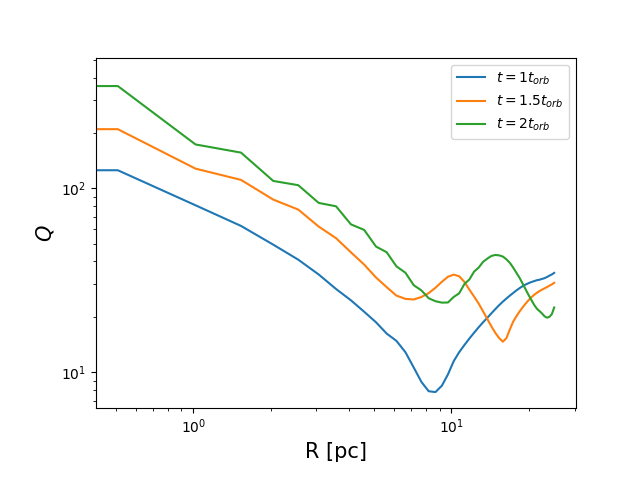 t = 1t_orb
t = 1.5t_orb
t = 2t_orb
Q
10^2
10^1
10^0
10^1
R [pc]